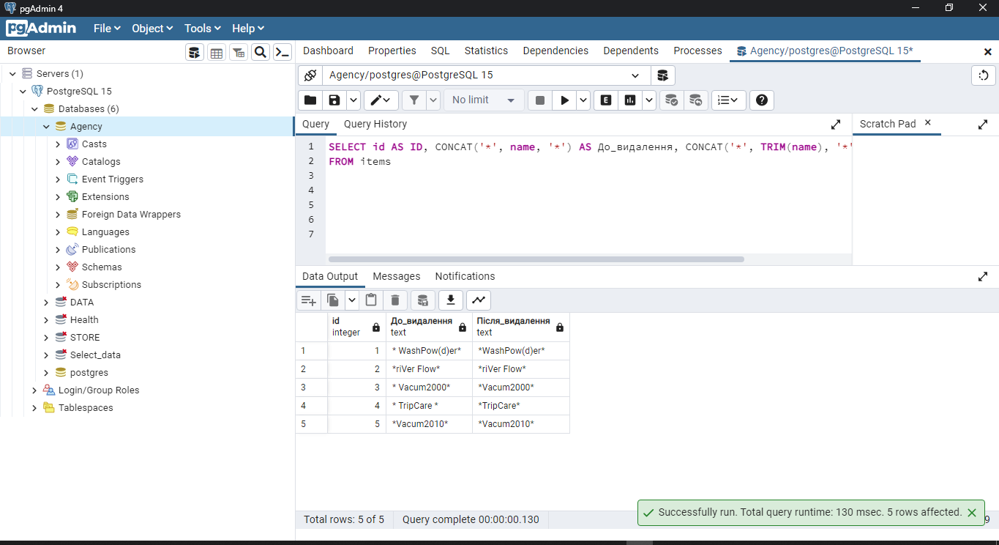 pgAdmin 4
pgAdmin File Object Tools Help
Browser
Dashboard Properties SQL Statistics Dependencies Dependents Processes Agency/postgres@PostgreSQL 15*
Servers (1)
PostgreSQL 15
Databases (6)
Agency
Casts
Catalogs
Event Triggers
Extensions
Foreign Data Wrappers
Languages
Publications
Schemas
Subscriptions
DATA
Health
STORE
Select_data
postgres
Login/Group Roles
Tablespaces
Agency/postgres@PostgreSQL 15
No limit
E
Query Query History
Scratch Pad
1 SELECT id AS ID, CONCAT('*', name, '*') AS До_видалення, CONCAT('*', TRIM(name), '*'
2 FROM items
3
4
5
6
7
Data Output Messages Notifications
id До_видалення Після_видалення
integer text text
1 1 * WashPow(d)er* *WashPow(d)er*
2 2 *riVer Flow* *riVer Flow*
3 3 * Vacum2000* *Vacum2000*
4 4 * TripCare * *TripCare*
5 5 *Vacum2010* *Vacum2010*
Successfully run. Total query runtime: 130 msec. 5 rows affected.
Total rows: 5 of 5 Query complete 00:00:00.130 9